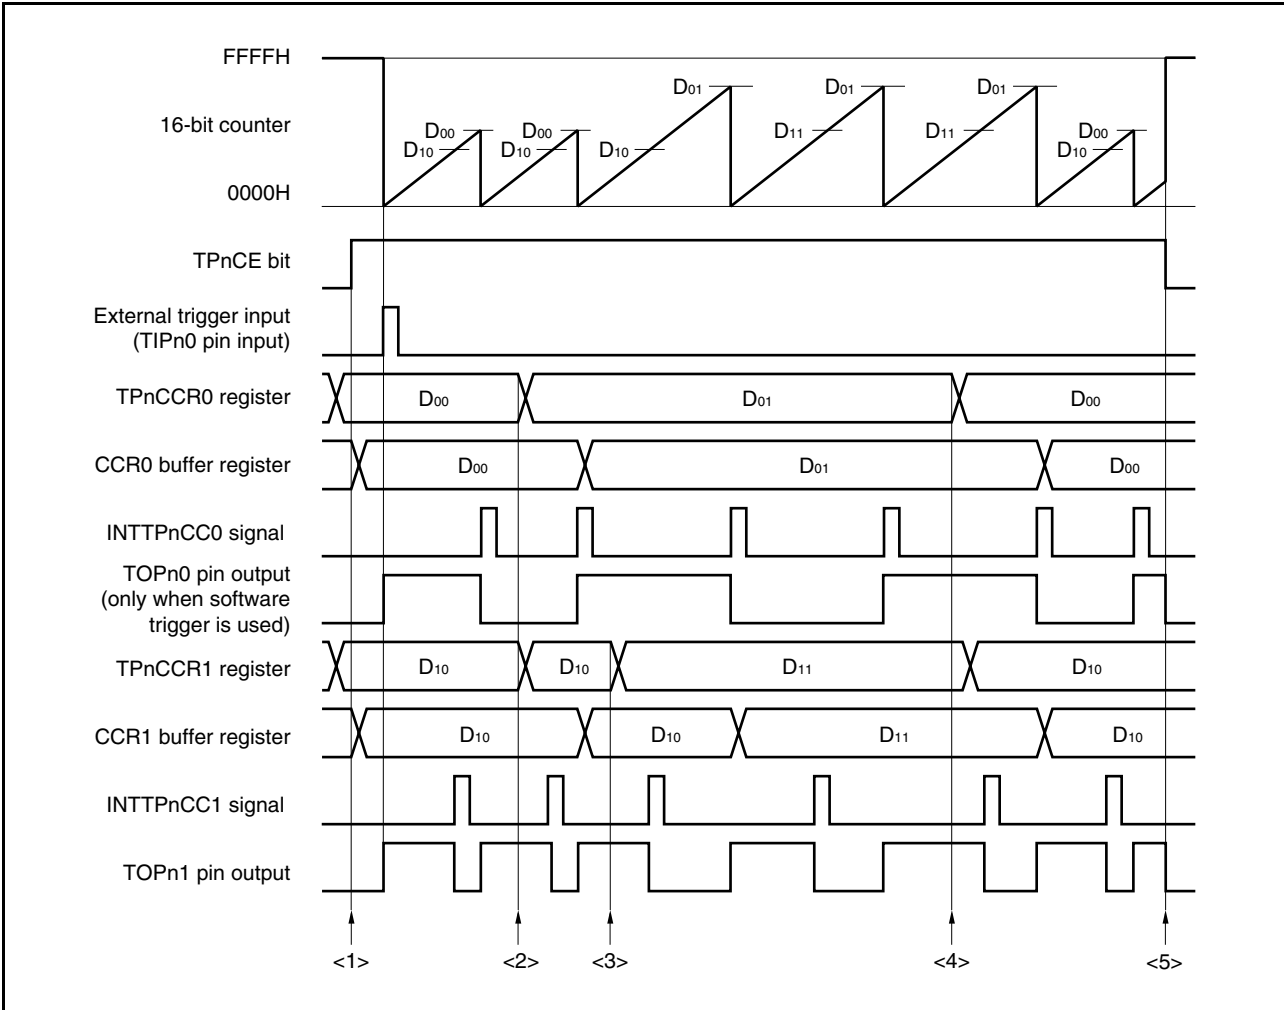 FFFFH
16-bit counter
0000H
D01 D01 D01
D00 D00 D11 D11 D00
D10 D10 D10 D10
TPnCE bit
External trigger input
(TIPn0 pin input)
TPnCCR0 register D00 D01 D00
CCR0 buffer register D00 D01 D00
INTTPnCC0 signal
TOPn0 pin output
(only when software
trigger is used)
TPnCCR1 register D10 D10 D11 D10
CCR1 buffer register D10 D10 D11 D10
INTTPnCC1 signal
TOPn1 pin output
<1> <2> <3> <4> <5>